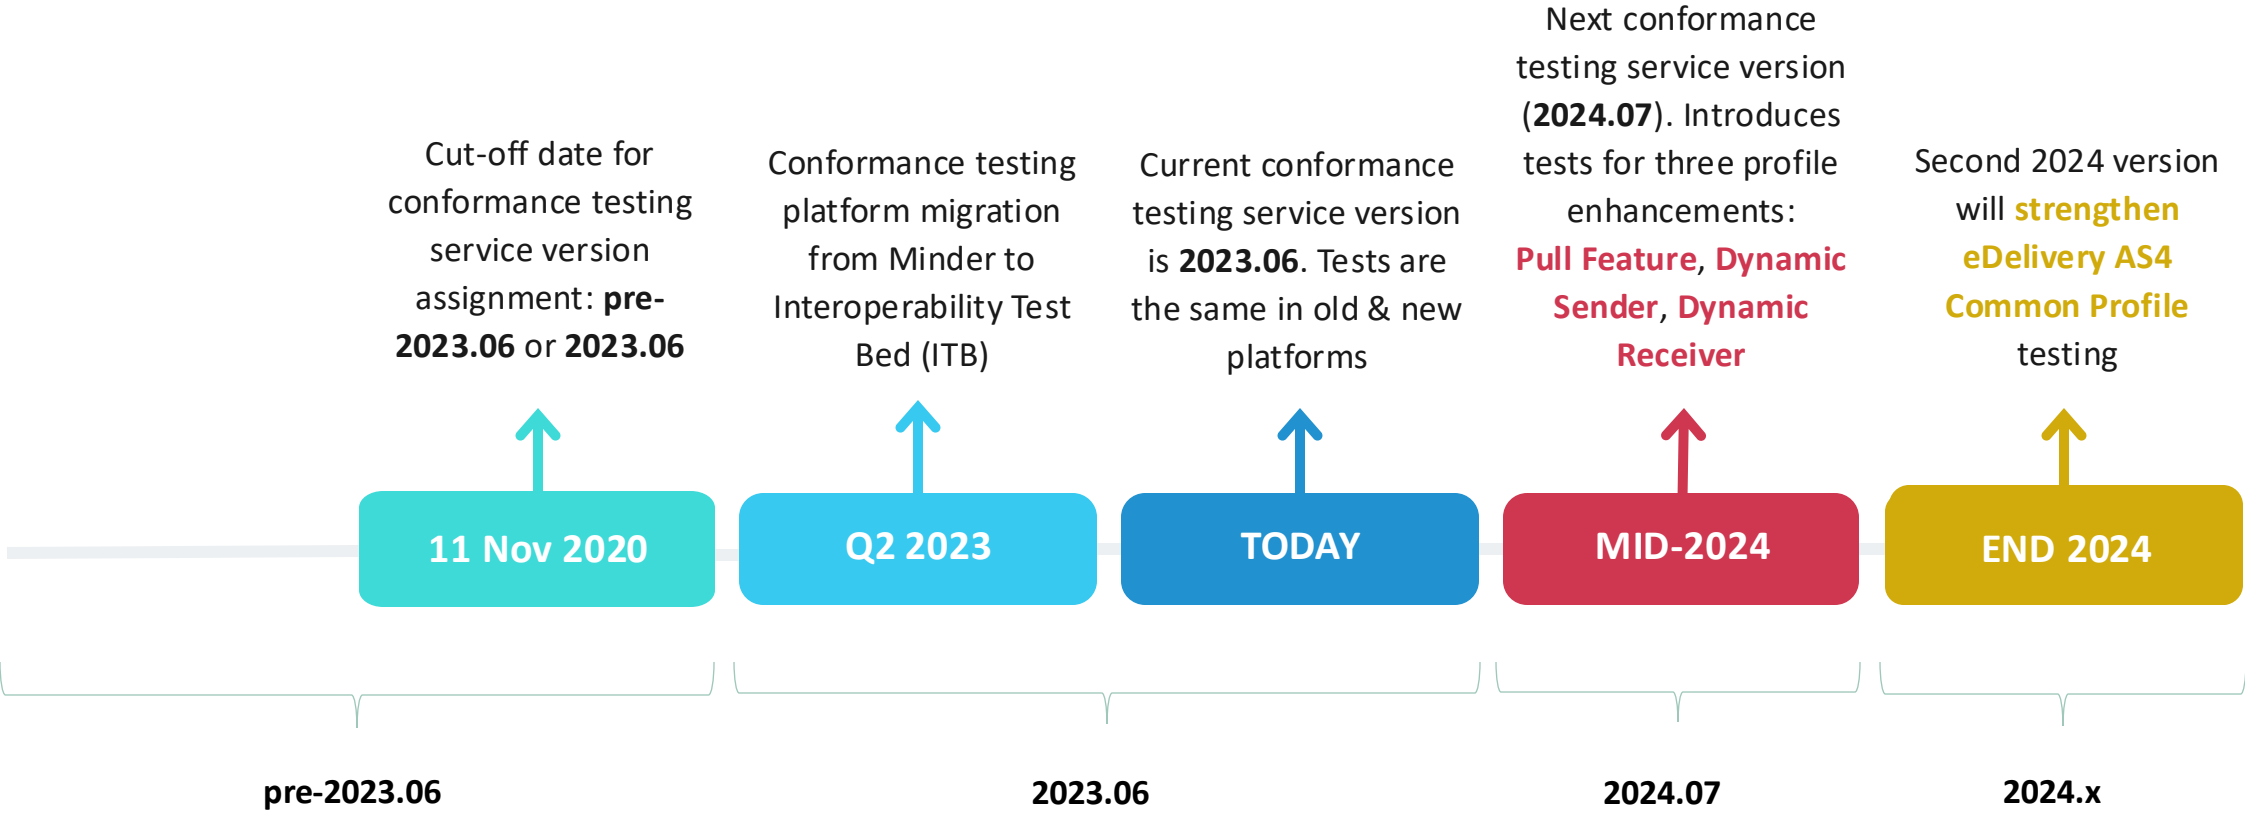 Cut-off date for
conformance testing
service version
assignment: pre-
2023.06 or 2023.06
Conformance testing
platform migration
from Minder to
Interoperability Test
Bed (ITB)
Current conformance
testing service version
is 2023.06. Tests are
the same in old & new
platforms
Next conformance
testing service version
(2024.07). Introduces
tests for three profile
enhancements:
Pull Feature, Dynamic
Sender, Dynamic
Receiver
Second 2024 version
will strengthen
eDelivery AS4
Common Profile
testing
11 Nov 2020
Q2 2023
TODAY
MID-2024
END 2024
pre-2023.06
2023.06
2024.07
2024.x